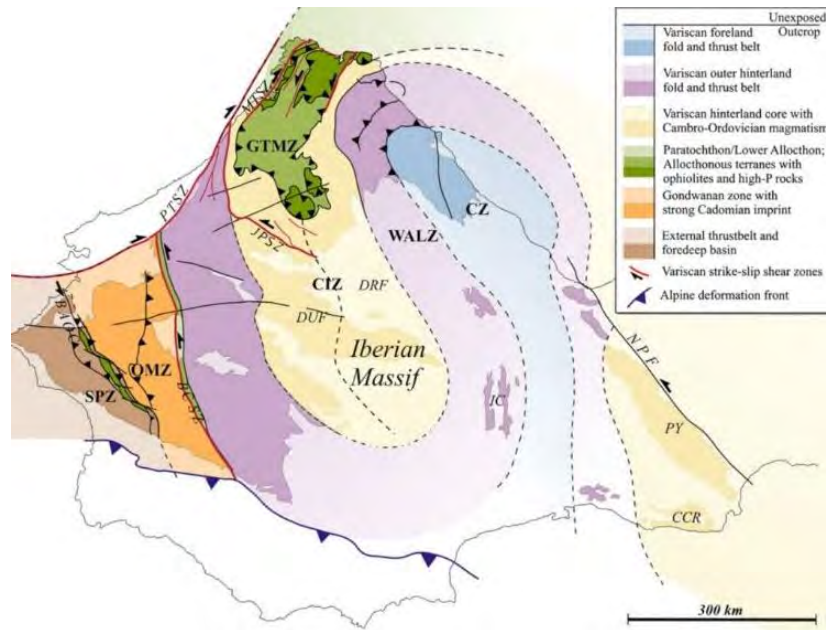 Unexposed
Outcrop
Variscan foreland
fold and thrust belt
Variscan outer hinterland
fold and thrust belt
Variscan hinterland core with
Cambro-Ordovician magmatism
Paratochthon/Lower Allocthon;
Allocthonous terranes with
ophiolites and high-P rocks
Gondwanan zone with
strong Cadomian imprint
External thrustbelt and
foredeep basin
Variscan strike-slip shear zones
Alpine deformation front
MTSZ
GTMZ
PTSZ
JPSZ
CZ
WALZ
CIZ
DRF
DUF
Iberian
Massif
OMZ
SPZ
BCSZ
IC
NPF
PY
CCR
300 km